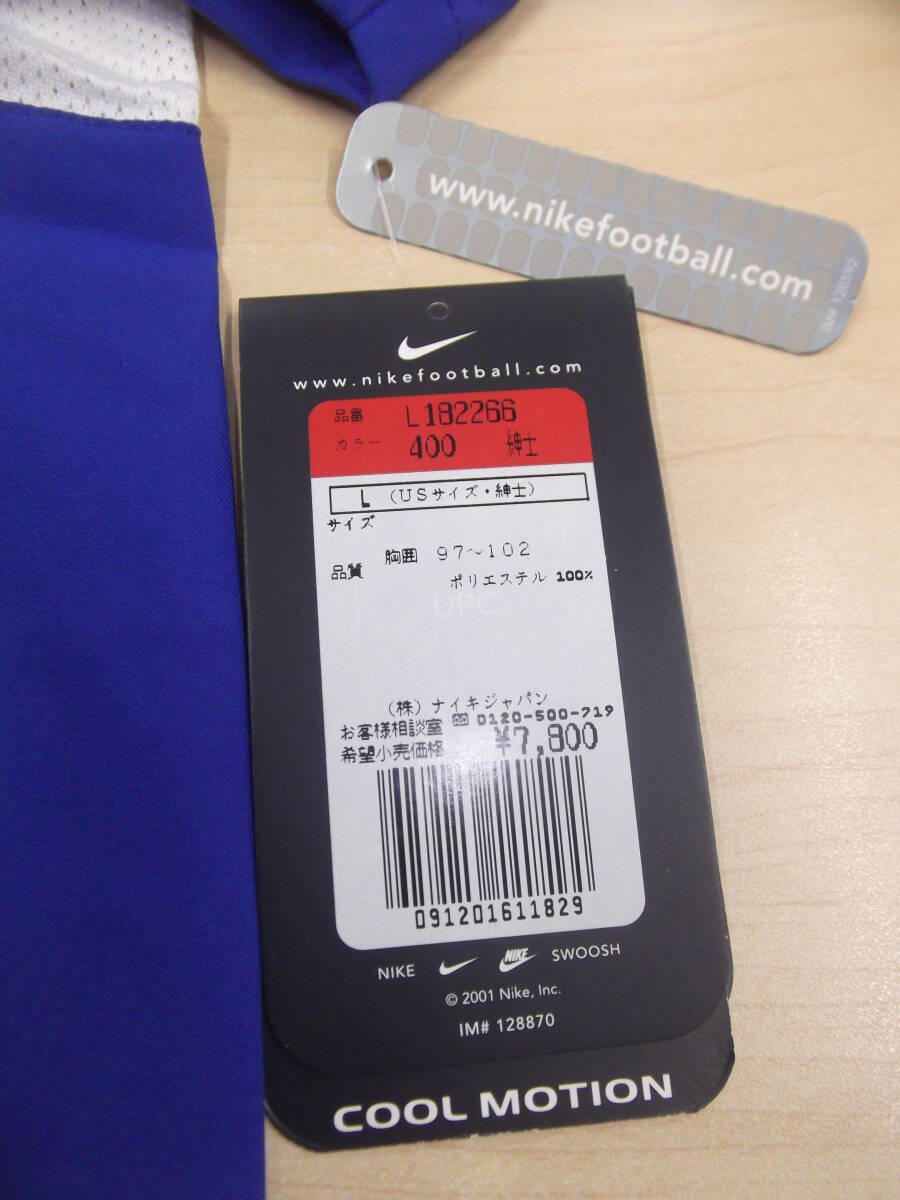 www.nikefootball.com
IM# 128592
www.nikefootball.com
品番 L182266
カラー 400 紳士
L (USサイズ・紳士)
サイズ
胸囲 97～102
品質 ポリエステル 100%
UPC
(株) ナイキジャパン
お客様相談室 0120-500-719
希望小売価格 ¥7,800
091201611829
NIKE NIKE SWOOSH
© 2001 Nike, Inc.
IM# 128870
COOL MOTION